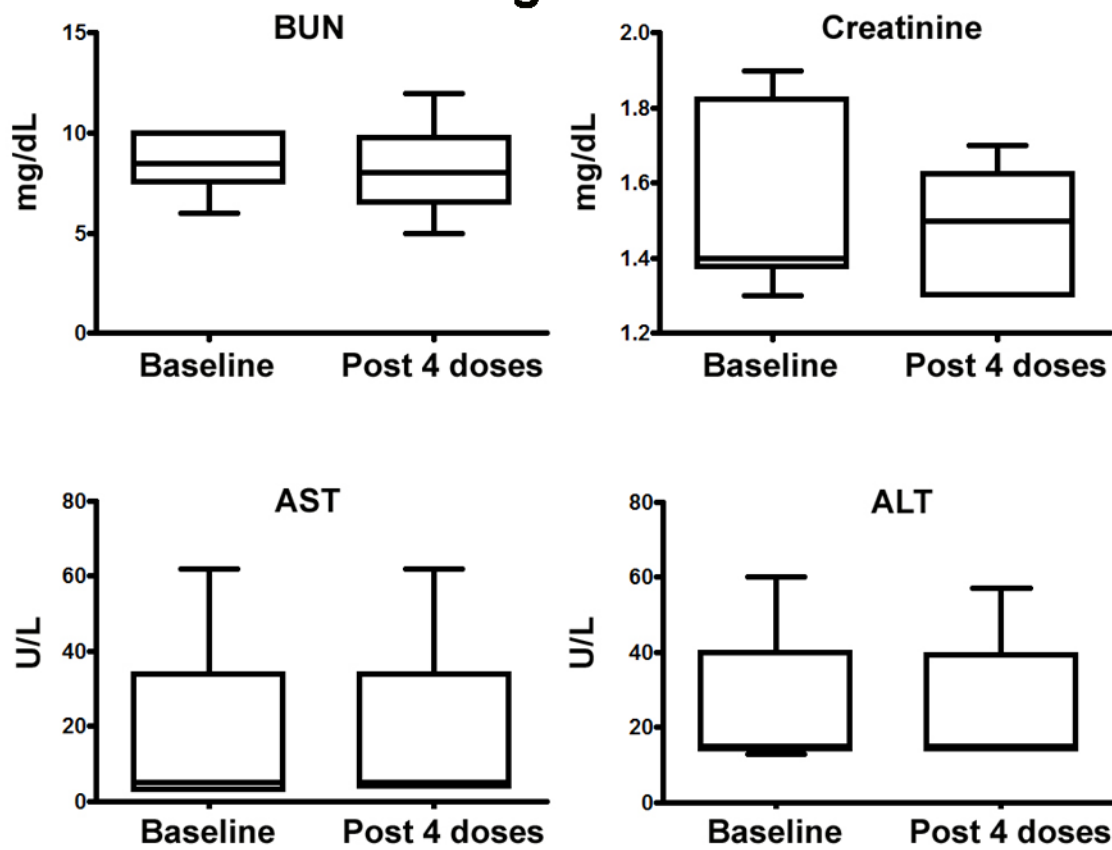 BUN
15
10
5
0
mg/dL
Baseline
Post 4 doses
Creatinine
2.0
1.8
1.6
1.4
1.2
mg/dL
Baseline
Post 4 doses
AST
80
60
40
20
0
U/L
Baseline
Post 4 doses
ALT
80
60
40
20
0
U/L
Baseline
Post 4 doses